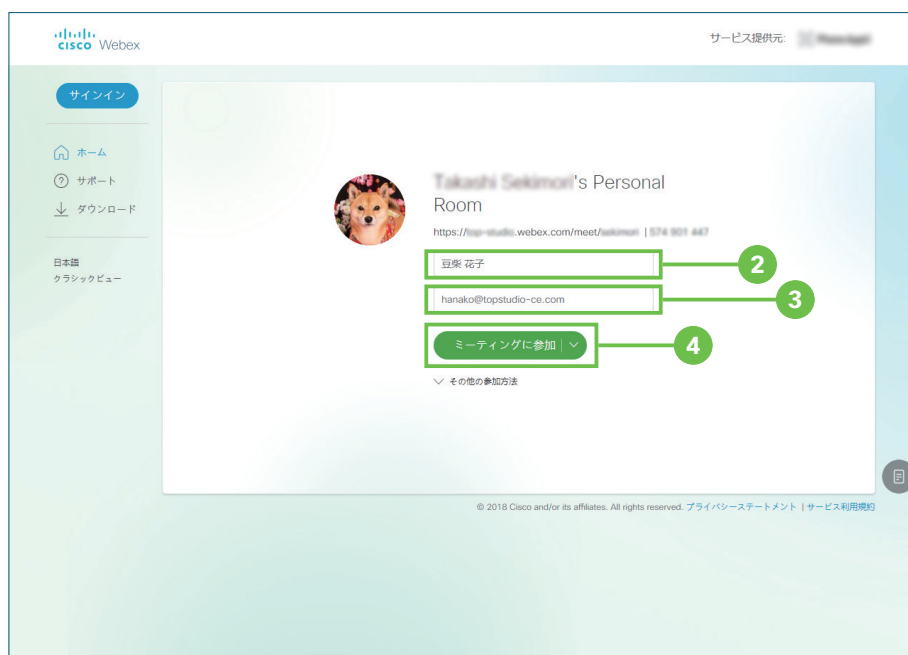 cisco Webex
サービス提供元:
サインイン
ホーム
サポート
ダウンロード
日本語
クラシックビュー
's Personal
Room
https:// .webex.com/meet/ |
豆柴 花子
2
hanako@topstudio-ce.com
3
ミーティングに参加
4
その他の参加方法
© 2018 Cisco and/or its affiliates. All rights reserved. プライバシーステートメント | サービス利用規約